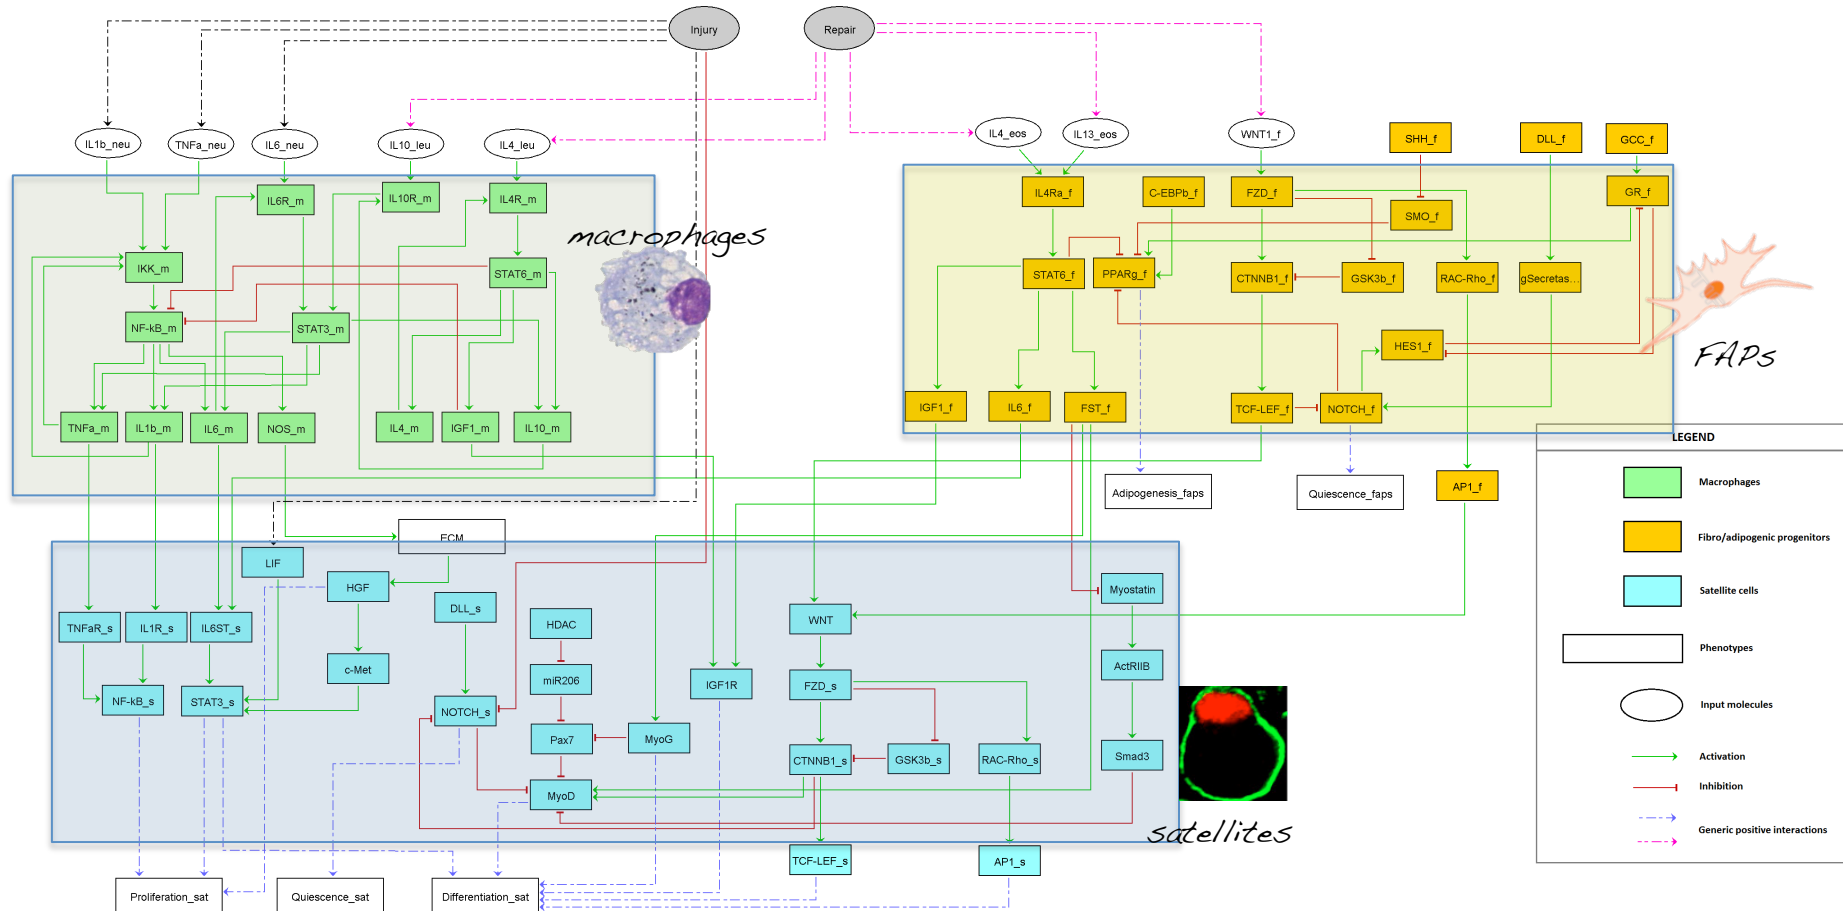 Injury
Repair
IL1b_neu
TNFa_neu
IL6_neu
IL10_leu
IL4_leu
IL4_eos
IL13_eos
WNT1_f
SHH_f
DLL_f
GCC_f
IL6R_m
IL10R_m
IL4R_m
IL4Ra_f
C-EBPb_f
FZD_f
SMO_f
GR_f
macrophages
IKK_m
STAT6_m
STAT6_f
PPARg_f
CTNNB1_f
GSK3b_f
RAC-Rho_f
gSecretas...
NF-kB_m
STAT3_m
HES1_f
FAPs
TNFa_m
IL1b_m
IL6_m
NOS_m
IL4_m
IGF1_m
IL10_m
IGF1_f
IL6_f
FST_f
TCF-LEF_f
NOTCH_f
Adipogenesis_faps
Quiescence_faps
AP1_f
LEGEND
Macrophages
Fibro/adipogenic progenitors
Satellite cells
Phenotypes
Input molecules
Activation
Inhibition
Generic positive interactions
ECM
LIF
HGF
DLL_s
HDAC
WNT
Myostatin
TNFaR_s
IL1R_s
IL6ST_s
c-Met
miR206
IGF1R
FZD_s
ActRIIB
NF-kB_s
STAT3_s
NOTCH_s
Pax7
MyoG
CTNNB1_s
GSK3b_s
RAC-Rho_s
Smad3
MyoD
satellites
TCF-LEF_s
AP1_s
Proliferation_sat
Quiescence_sat
Differentiation_sat